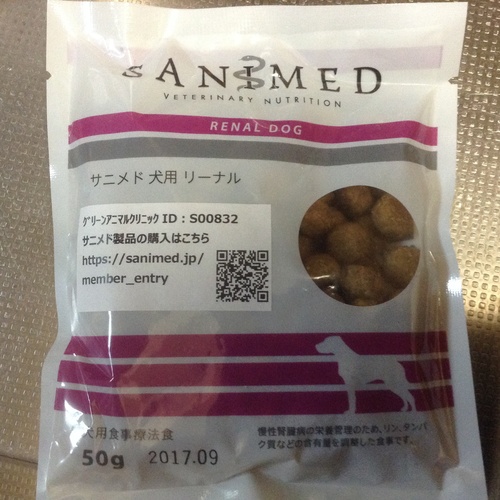 SANIMED
VETERINARY NUTRITION
RENAL DOG
サニメド 犬用 リーナル
グリーンアニマルクリニック ID：S00832
サニメド製品の購入はこちら
https://sanimed.jp/
member_entry
犬用食事療法食
50g 2017.09
慢性腎臓病の栄養管理のため、リン、タンパ
ク質などの含有量を調整した食事です。